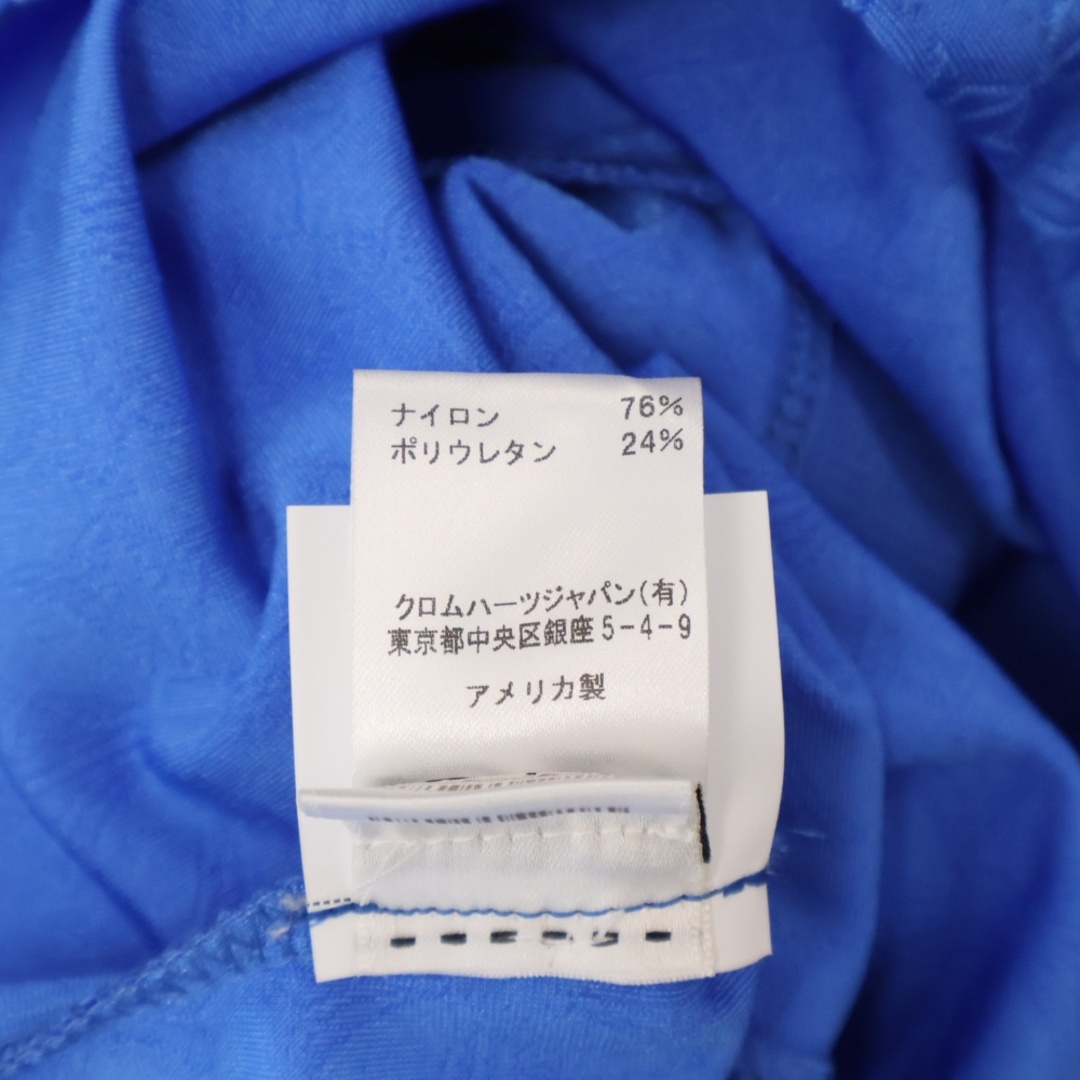 ナイロン 76%
ポリウレタン 24%
クロムハーツジャパン(有)
東京都中央区銀座5-4-9
アメリカ製